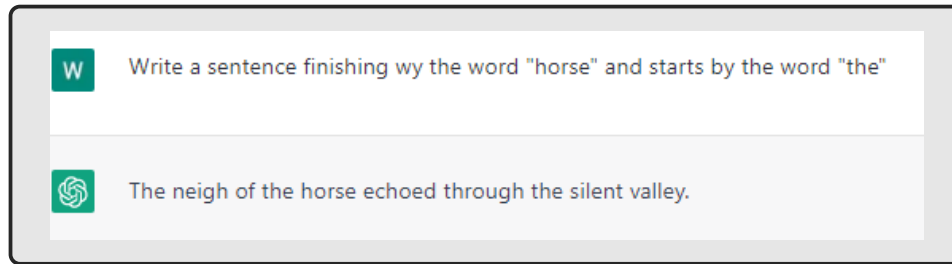 W
Write a sentence finishing wy the word "horse" and starts by the word "the"
The neigh of the horse echoed through the silent valley.